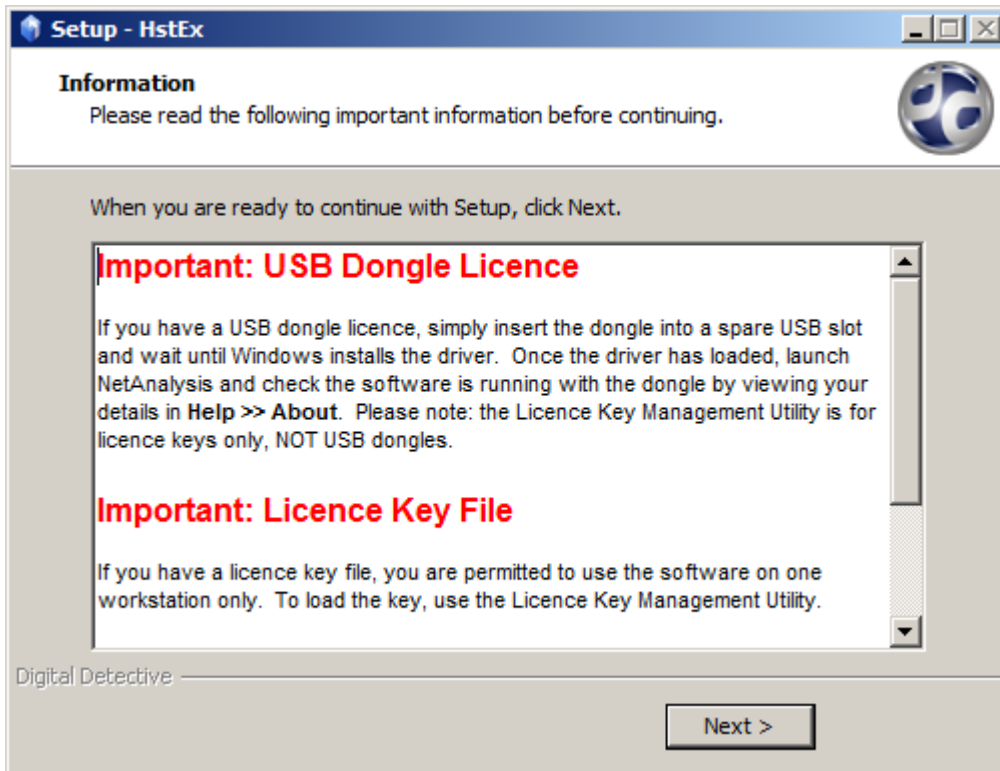 Setup - HstEx
Information
Please read the following important information before continuing.
When you are ready to continue with Setup, click Next.
Important: USB Dongle Licence
If you have a USB dongle licence, simply insert the dongle into a spare USB slot
and wait until Windows installs the driver.  Once the driver has loaded, launch
NetAnalysis and check the software is running with the dongle by viewing your
details in Help >> About.  Please note: the Licence Key Management Utility is for
licence keys only, NOT USB dongles.
Important: Licence Key File
If you have a licence key file, you are permitted to use the software on one
workstation only.  To load the key, use the Licence Key Management Utility.
Digital Detective
Next >